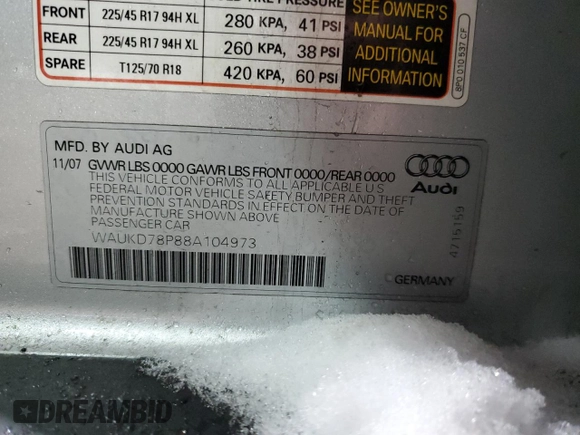 FRONT 225/45 R17 94H XL 280 KPA, 41 PSI
REAR 225/45 R17 94H XL 260 KPA, 38 PSI
SPARE T125/70 R18 420 KPA, 60 PSI
SEE OWNER'S
MANUAL FOR
ADDITIONAL
INFORMATION
8P0 010 537 CF
MFD. BY AUDI AG
11/07 GVWR LBS 0000 GAWR LBS FRONT 0000/REAR 0000
THIS VEHICLE CONFORMS TO ALL APPLICABLE U S
FEDERAL MOTOR VEHICLE SAFETY BUMPER AND THEFT
PREVENTION STANDARDS IN EFFECT ON THE DATE OF
MANUFACTURE SHOWN ABOVE
PASSENGER CAR
WAUKD78P88A104973
Audi
4715159
GERMANY
DREAMBID